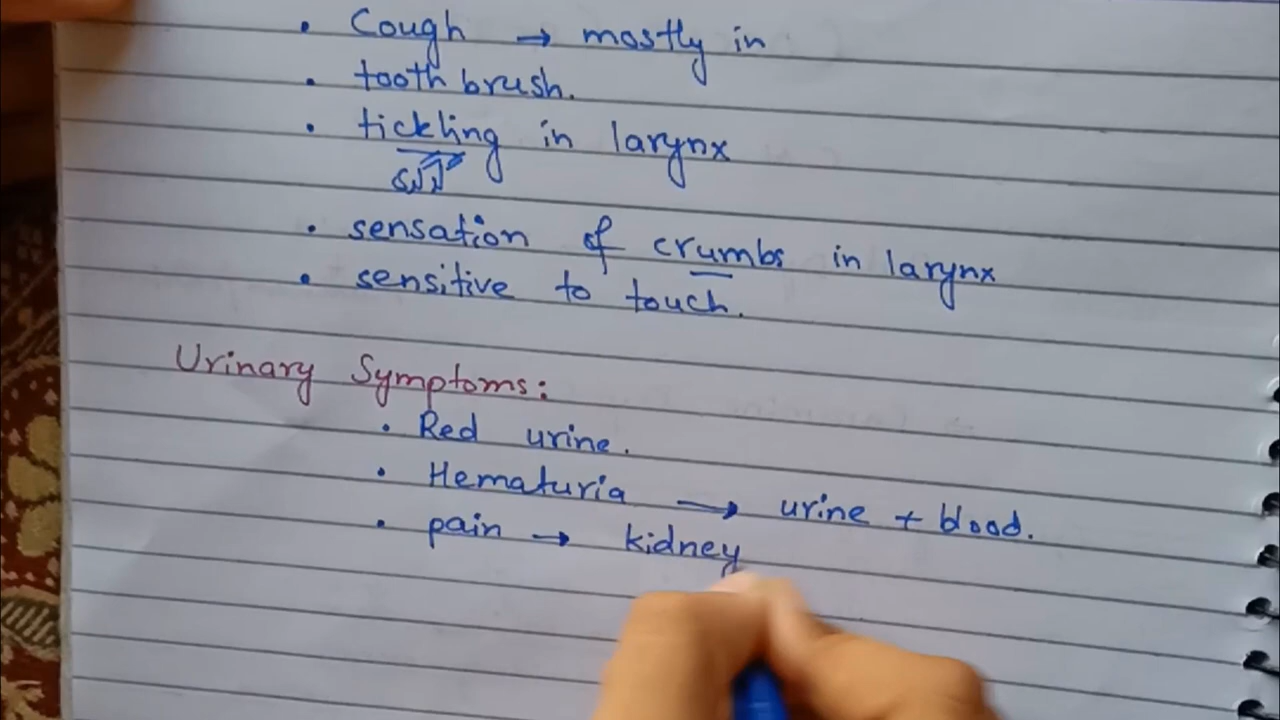 • Cough → mostly in
• tooth brush.
• tickling in larynx
• sensation of crumbs in larynx
• sensitive to touch.
Urinary Symptoms:
• Red urine.
• Hematuria → urine + blood.
• pain → kidney